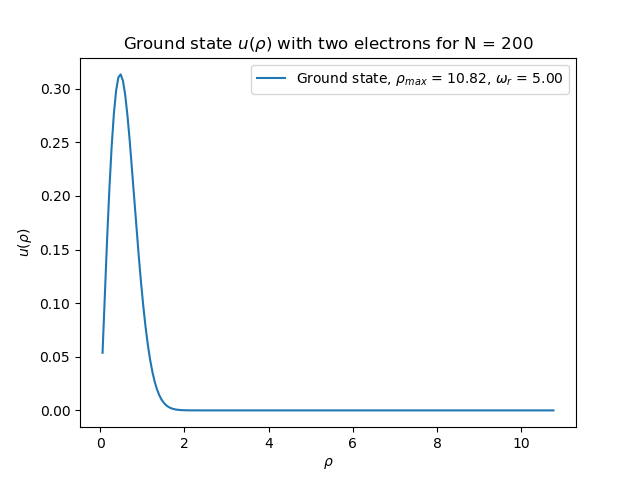 Ground state u(ρ) with two electrons for N = 200
Ground state, ρmax = 10.82, ωr = 5.00
0.30
0.25
0.20
0.15
0.10
0.05
0.00
u(ρ)
0 2 4 6 8 10
ρ